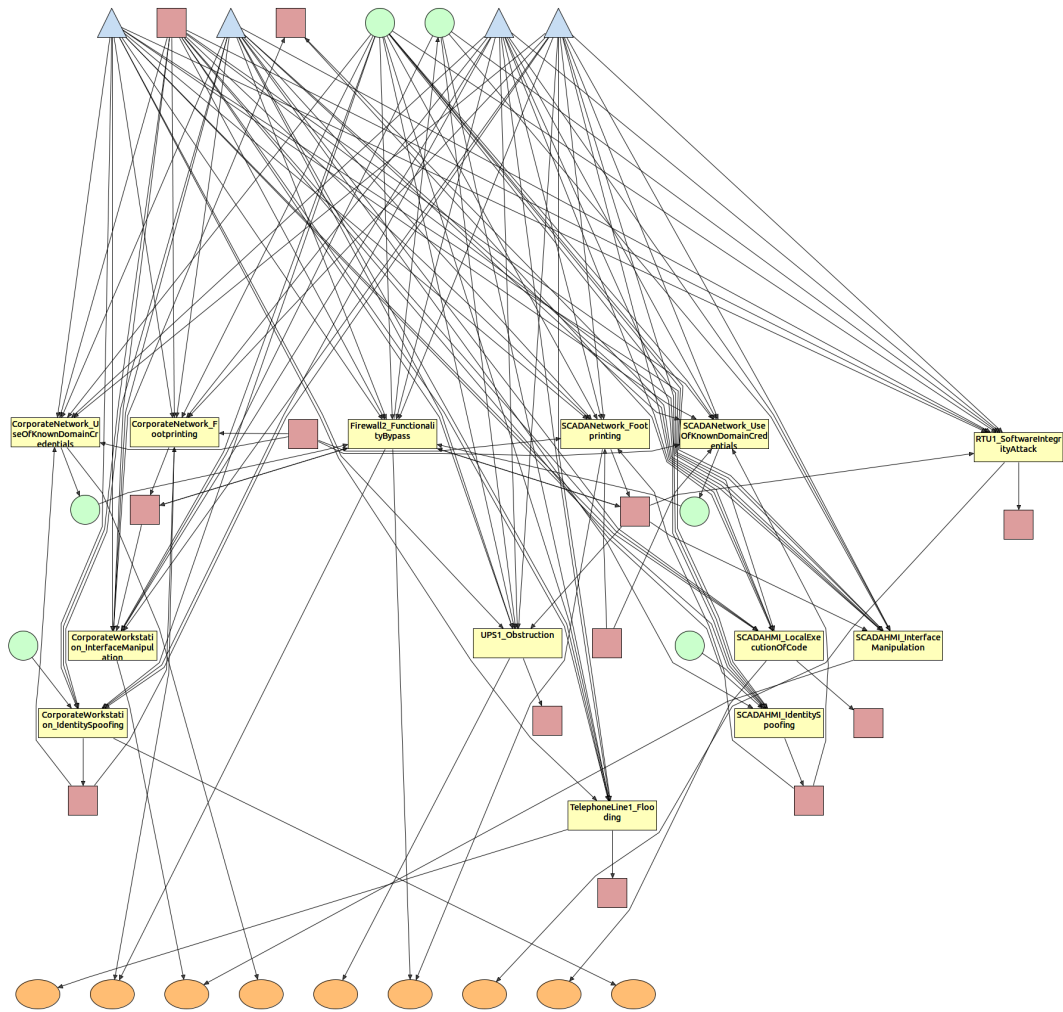 CorporateNetwork_U
seOfKnownDomainCr
edentials
CorporateNetwork_F
ootprinting
Firewall2_Functionali
tyBypass
SCADANetwork_Foot
printing
SCADANetwork_Use
OfKnownDomainCred
entials
RTU1_SoftwareIntegr
ityAttack
CorporateWorkstati
on_InterfaceManipul
ation
UPS1_Obstruction
SCADAHMI_LocalExe
cutionOfCode
SCADAHMI_Interface
Manipulation
CorporateWorkstati
on_IdentitySpoofing
SCADAHMI_IdentityS
poofing
TelephoneLine1_Floo
ding